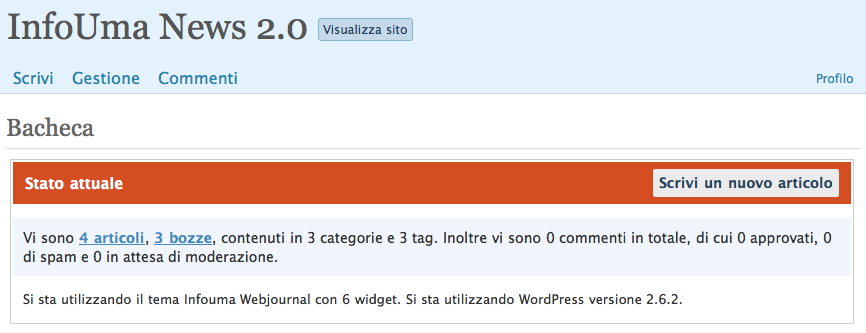 InfoUma News 2.0 Visualizza sito
Scrivi Gestione Commenti Profilo
Bacheca
Stato attuale Scrivi un nuovo articolo
Vi sono 4 articoli, 3 bozze, contenuti in 3 categorie e 3 tag. Inoltre vi sono 0 commenti in totale, di cui 0 approvati, 0
di spam e 0 in attesa di moderazione.
Si sta utilizzando il tema Infouma Webjournal con 6 widget. Si sta utilizzando WordPress versione 2.6.2.